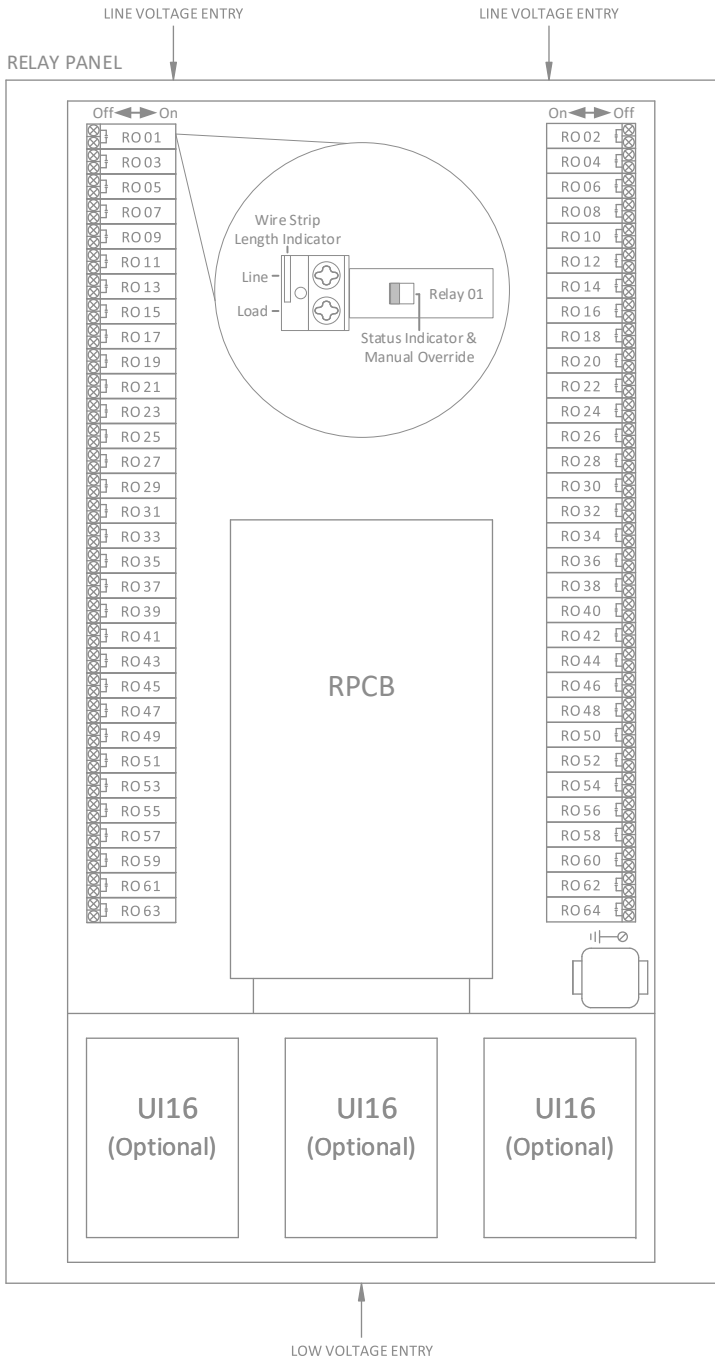 LINE VOLTAGE ENTRY
LINE VOLTAGE ENTRY
RELAY PANEL
Off On
On Off
RO 01
RO 03
RO 05
RO 07
RO 09
RO 11
RO 13
RO 15
RO 17
RO 19
RO 21
RO 23
RO 25
RO 27
RO 29
RO 31
RO 33
RO 35
RO 37
RO 39
RO 41
RO 43
RO 45
RO 47
RO 49
RO 51
RO 53
RO 55
RO 57
RO 59
RO 61
RO 63
Wire Strip
Length Indicator
Line
Load
Relay 01
Status Indicator &
Manual Override
RO 02
RO 04
RO 06
RO 08
RO 10
RO 12
RO 14
RO 16
RO 18
RO 20
RO 22
RO 24
RO 26
RO 28
RO 30
RO 32
RO 34
RO 36
RO 38
RO 40
RO 42
RO 44
RO 46
RO 48
RO 50
RO 52
RO 54
RO 56
RO 58
RO 60
RO 62
RO 64
RPCB
UI16
(Optional)
UI16
(Optional)
UI16
(Optional)
LOW VOLTAGE ENTRY